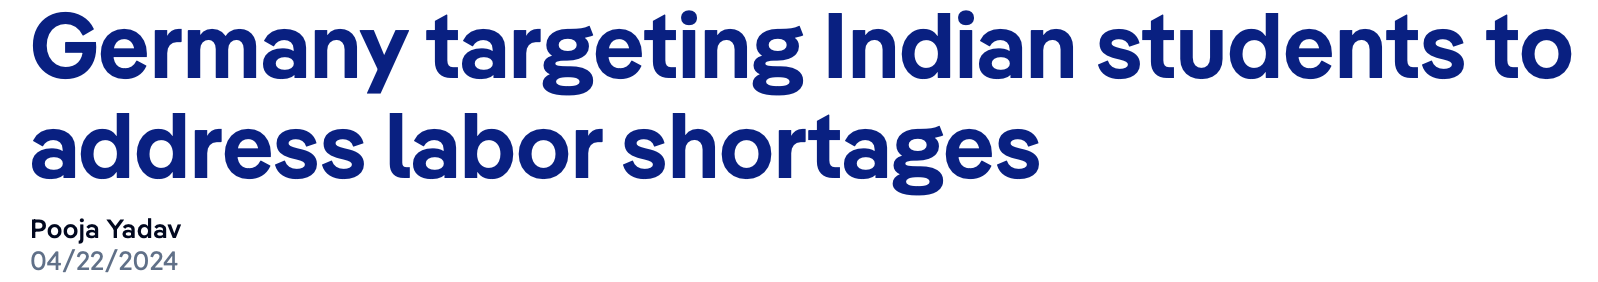 Germany targeting Indian students to
address labor shortages
Pooja Yadav
04/22/2024